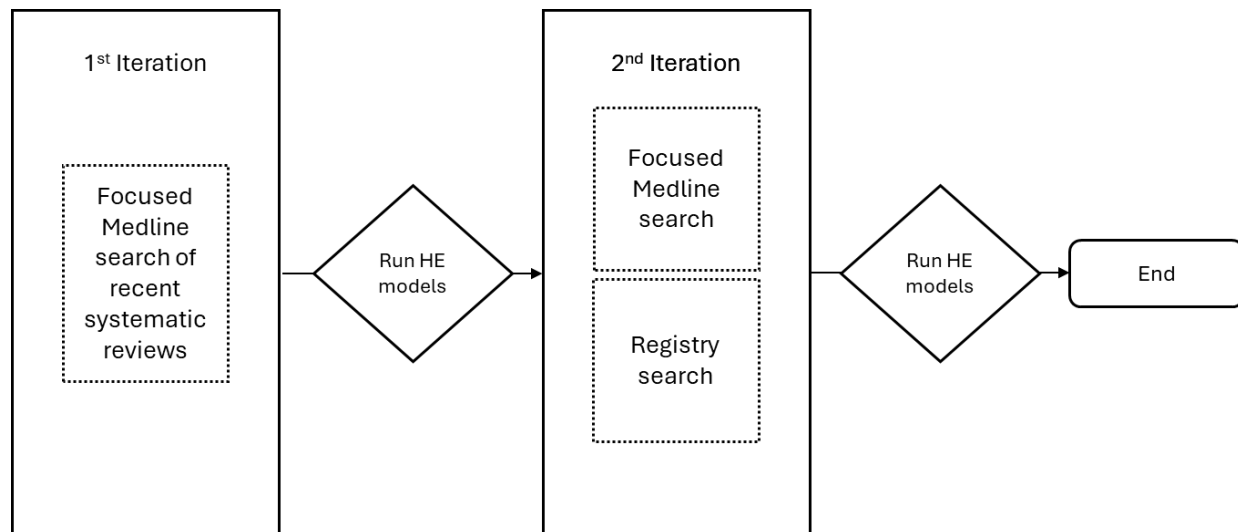 1st Iteration
Focused
Medline
search of
recent
systematic
reviews
Run HE
models
2nd Iteration
Focused
Medline
search
Registry
search
Run HE
models
End